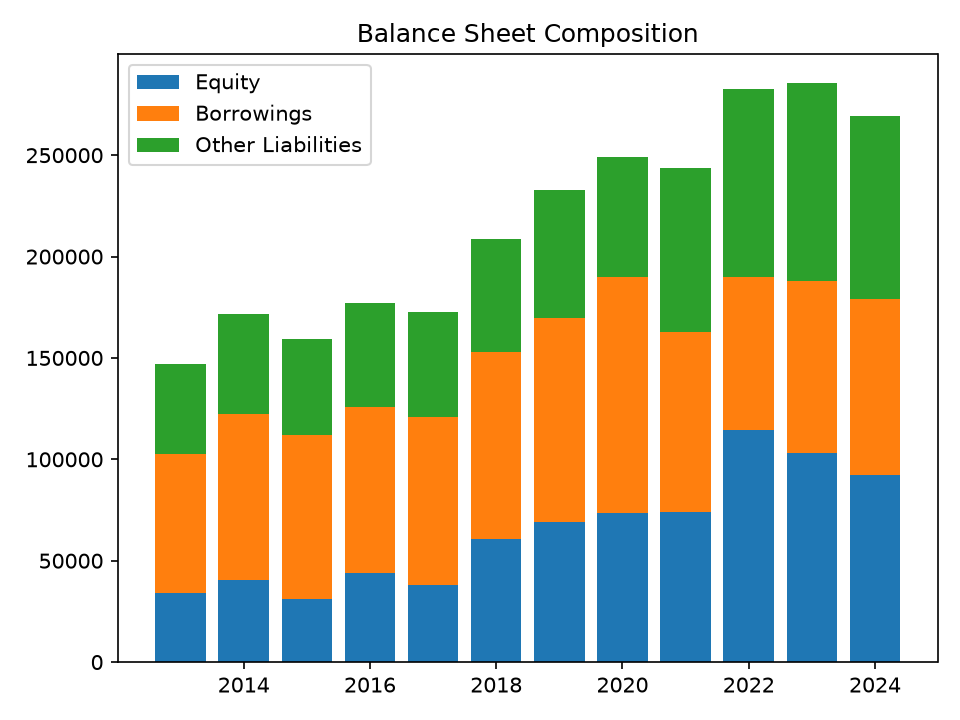 Balance Sheet Composition
Equity
Borrowings
Other Liabilities
250000
200000
150000
100000
50000
0
2014 2016 2018 2020 2022 2024